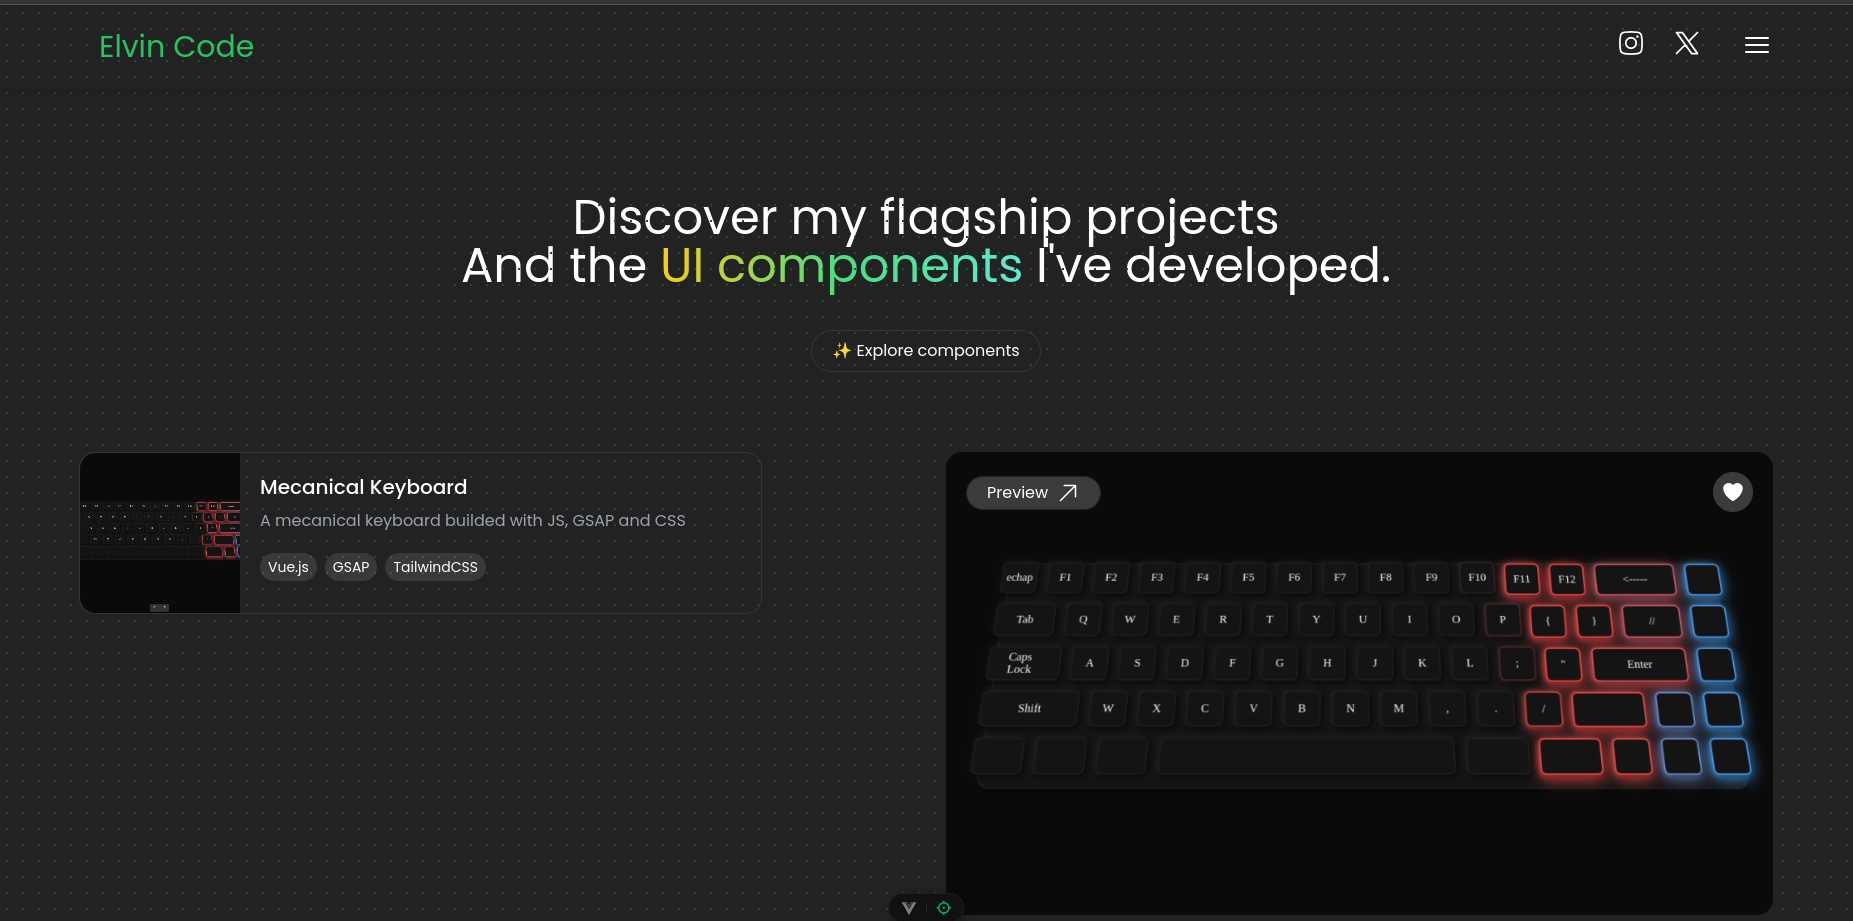 Elvin Code
Discover my flagship projects
And the UI components I've developed.
✨ Explore components
Mecanical Keyboard
A mecanical keyboard builded with JS, GSAP and CSS
Vue.js GSAP TailwindCSS
Preview
echap F1 F2 F3 F4 F5 F6 F7 F8 F9 F10 F11 F12 <-----
Tab Q W E R T Y U I O P { } //
Caps
Lock A S D F G H J K L ; " Enter
Shift W X C V B N M , . /